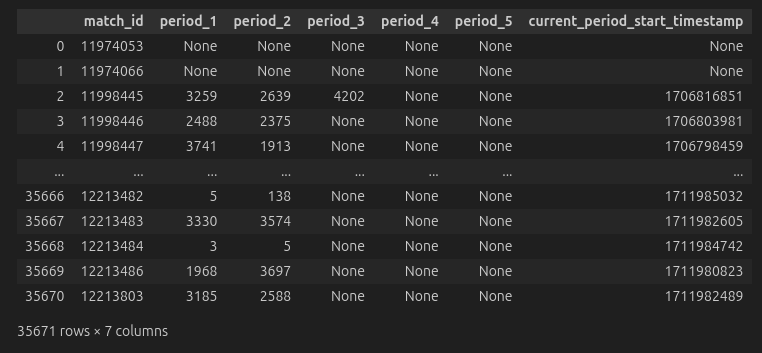 match_id period_1 period_2 period_3 period_4 period_5 current_period_start_timestamp
0 11974053 None None None None None None
1 11974066 None None None None None None
2 11998445 3259 2639 4202 None None 1706816851
3 11998446 2488 2375 None None None 1706803981
4 11998447 3741 1913 None None None 1706798459
... ... ... ... ... ... ... ...
35666 12213482 5 138 None None None 1711985032
35667 12213483 3330 3574 None None None 1711982605
35668 12213484 3 5 None None None 1711984742
35669 12213486 1968 3697 None None None 1711980823
35670 12213803 3185 2588 None None None 1711982489
35671 rows × 7 columns